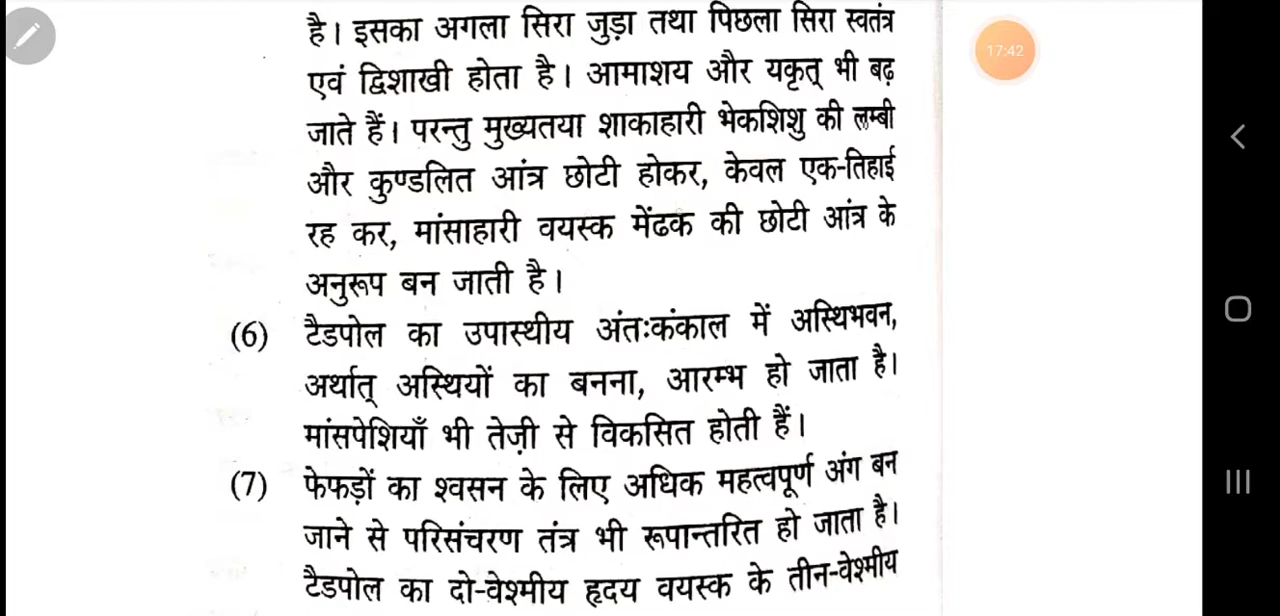 है। इसका अगला सिरा जुड़ा तथा पिछला सिरा स्वतंत्र
एवं द्विशाखी होता है। आमाशय और यकृत् भी बढ़
जाते हैं। परन्तु मुख्यतया शाकाहारी भेकशिशु की लम्बी
और कुण्डलित आंत्र छोटी होकर, केवल एक-तिहाई
रह कर, मांसाहारी वयस्क मेंढक की छोटी आंत्र के
अनुरूप बन जाती है।
(6) टैडपोल का उपास्थीय अंतःकंकाल में अस्थिभवन,
अर्थात् अस्थियों का बनना, आरम्भ हो जाता है।
मांसपेशियाँ भी तेज़ी से विकसित होती हैं।
(7) फेफड़ों का श्वसन के लिए अधिक महत्वपूर्ण अंग बन
जाने से परिसंचरण तंत्र भी रूपान्तरित हो जाता है।
टैडपोल का दो-वेश्मीय हृदय वयस्क के तीन-वेश्मीय
17:42